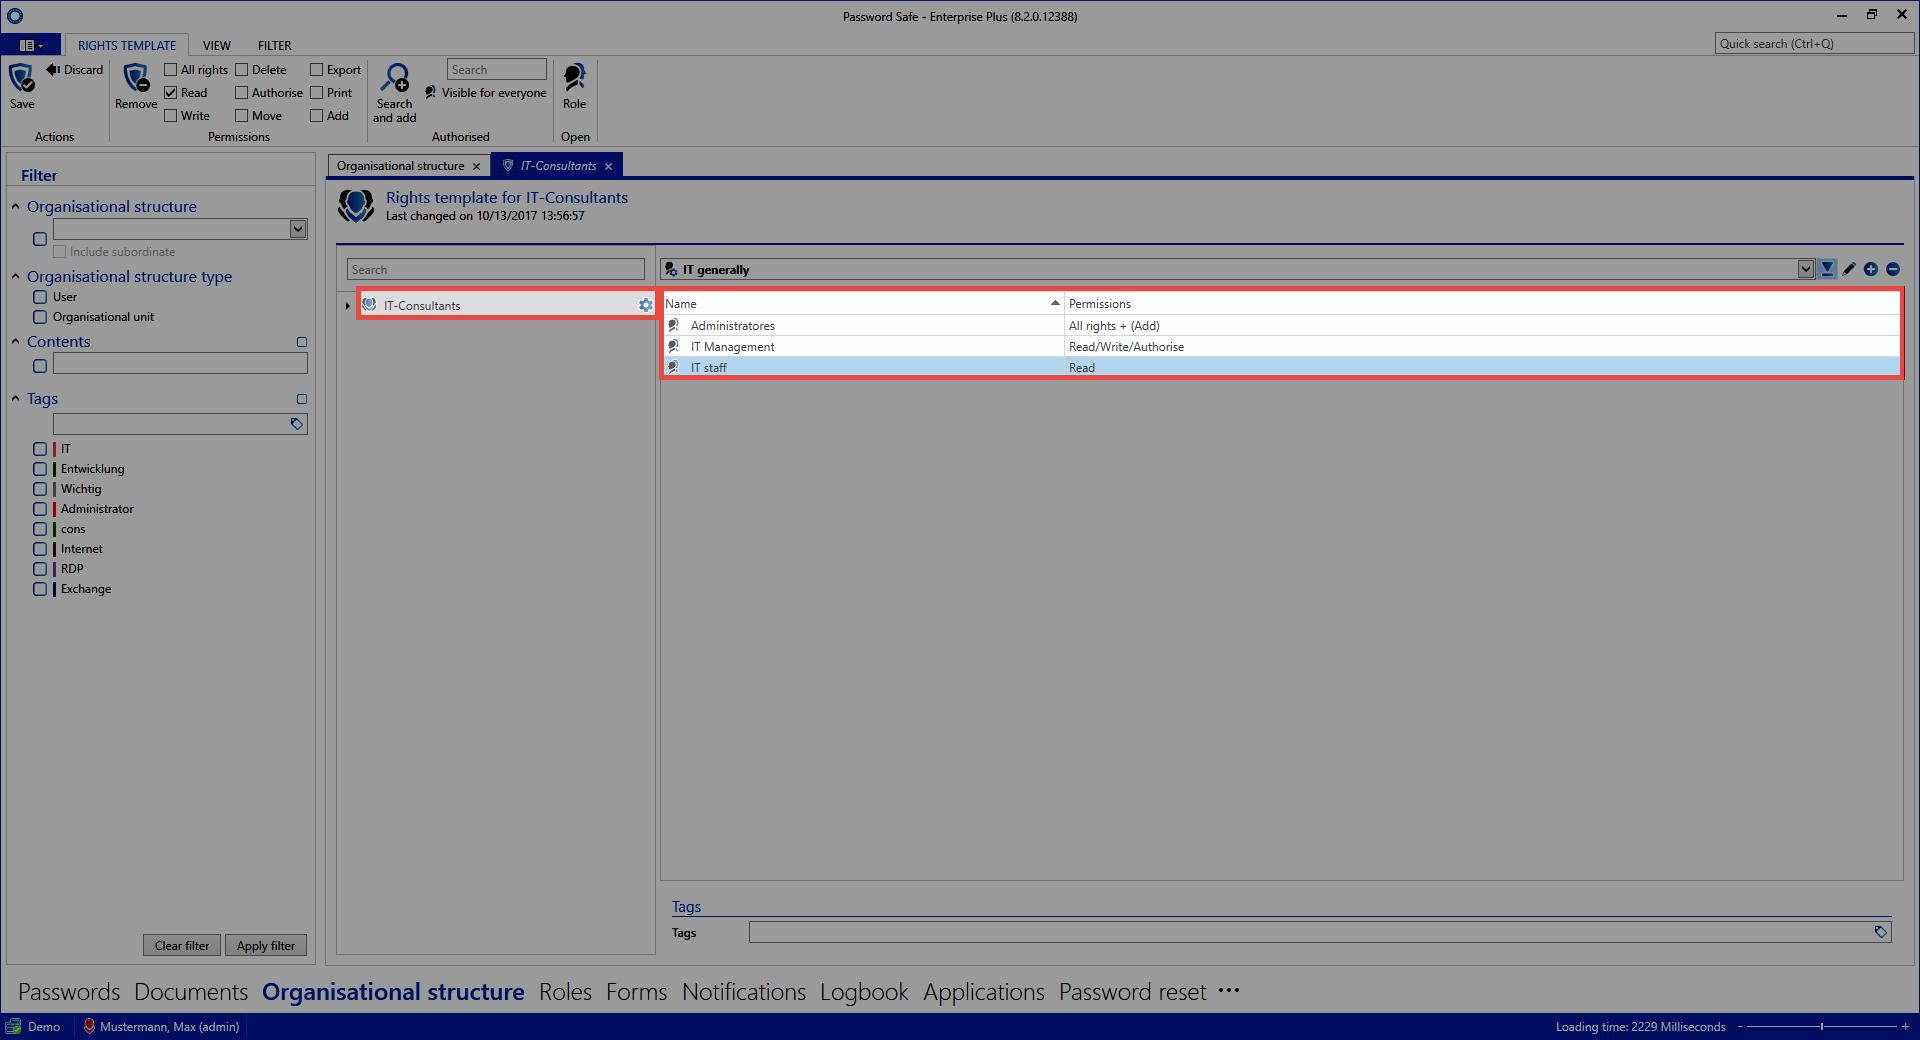 Password Safe - Enterprise Plus (8.2.0.12388)
RIGHTS TEMPLATE VIEW FILTER
Quick search (Ctrl+Q)
Save
Discard
Actions
Remove
All rights Delete Export
Read Authorise Print
Write Move Add
Permissions
Search and add
Search
Visible for everyone
Authorised
Role
Open
Filter
Organisational structure
Include subordinate
Organisational structure type
User
Organisational unit
Contents
Tags
IT
Entwicklung
Wichtig
Administrator
cons
Internet
RDP
Exchange
Clear filter Apply filter
Organisational structure IT-Consultants
Rights template for IT-Consultants
Last changed on 10/13/2017 13:56:57
Search
IT-Consultants
IT generally
Name Permissions
Administratores All rights + (Add)
IT Management Read/Write/Authorise
IT staff Read
Tags
Tags
Passwords Documents Organisational structure Roles Forms Notifications Logbook Applications Password reset •••
Demo Mustermann, Max (admin) Loading time: 2229 Milliseconds - +